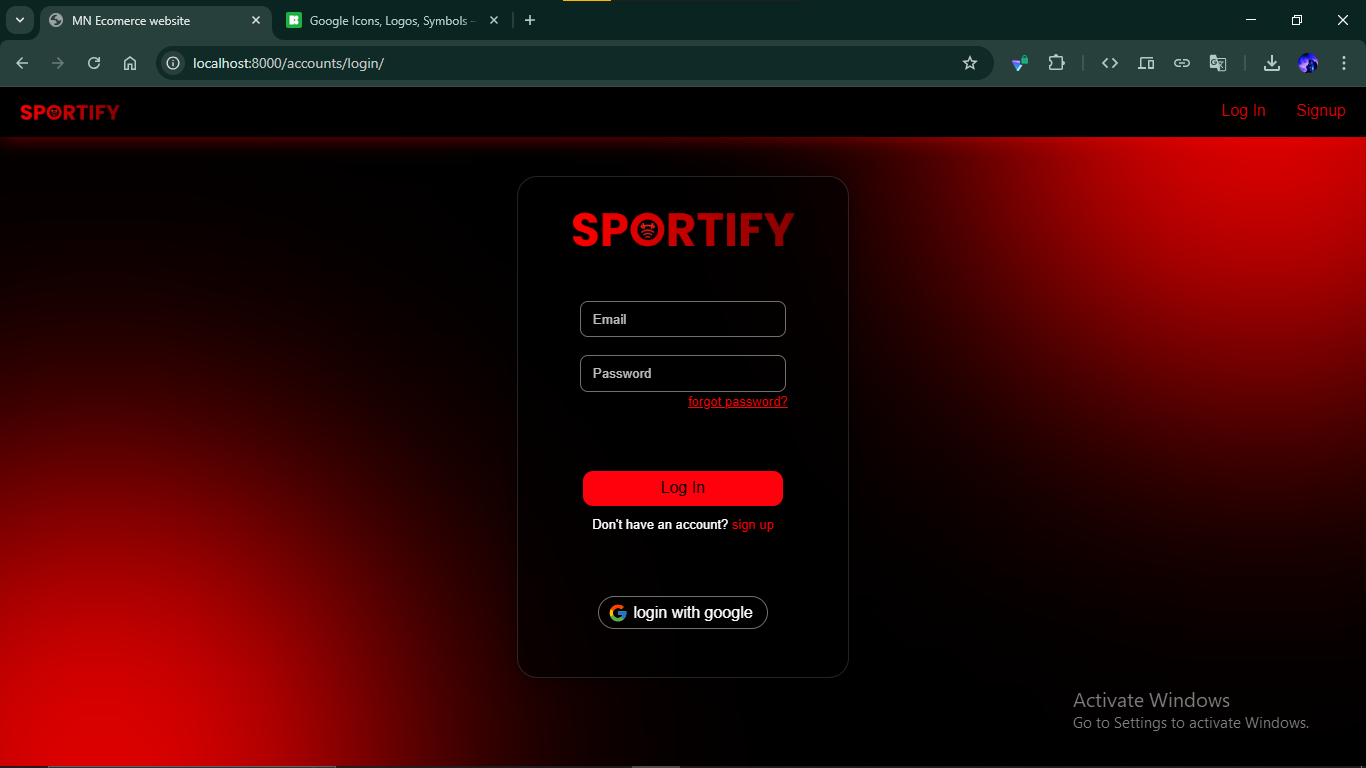 MN Ecomerce website
Google Icons, Logos, Symbols
localhost:8000/accounts/login/
SPORTIFY
Log In
Signup
SPORTIFY
Email
Password
forgot password?
Log In
Don't have an account? sign up
login with google
Activate Windows
Go to Settings to activate Windows.